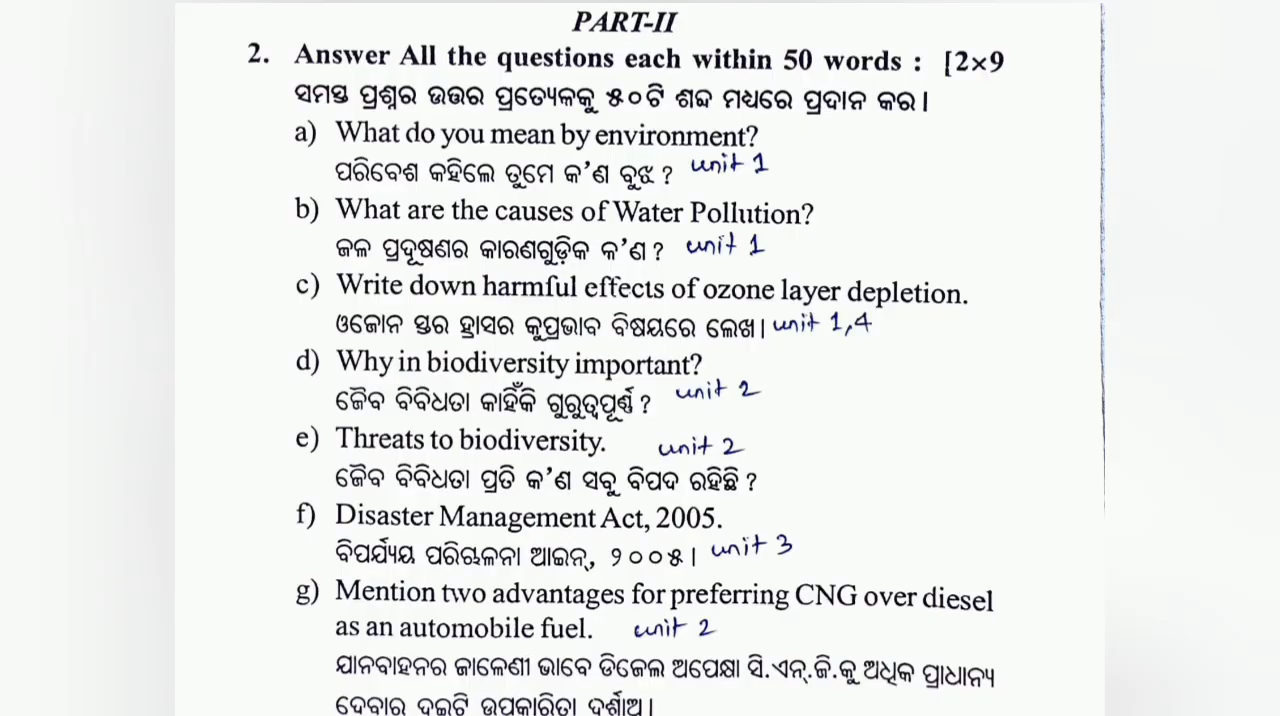 PART-II
2. Answer All the questions each within 50 words : [2×9
ସମସ୍ତ ପ୍ରଶ୍ନର ଉତ୍ତର ପ୍ରତ୍ୟେକକୁ ୫୦ଟି ଶବ୍ଦ ମଧ୍ୟରେ ପ୍ରଦାନ କର।
a) What do you mean by environment?
ପରିବେଶ କହିଲେ ତୁମେ କ'ଣ ବୁଝ ? unit 1
b) What are the causes of Water Pollution?
ଜଳ ପ୍ରଦୂଷଣର କାରଣଗୁଡ଼ିକ କ'ଣ ? unit 1
c) Write down harmful effects of ozone layer depletion.
ଓଜୋନ ସ୍ତର ହ୍ରାସର କୁପ୍ରଭାବ ବିଷୟରେ ଲେଖ। unit 1,4
d) Why in biodiversity important?
ଜୈବ ବିବିଧତା କାହିଁକି ଗୁରୁତ୍ୱପୂର୍ଣ୍ଣ ? unit 2
e) Threats to biodiversity. unit 2
ଜୈବ ବିବିଧତା ପ୍ରତି କ'ଣ ସବୁ ବିପଦ ରହିଛି ?
f) Disaster Management Act, 2005.
ବିପର୍ଯ୍ୟୟ ପରିଚାଳନା ଆଇନ୍, ୨୦୦୫। unit 3
g) Mention two advantages for preferring CNG over diesel
as an automobile fuel. unit 2
ଯାନବାହନର ଜାଳେଣୀ ଭାବେ ଡିଜେଲ ଅପେକ୍ଷା ସି.ଏନ୍.ଜି.କୁ ଅଧିକ ପ୍ରାଧାନ୍ୟ
ଦେବାର ଦୁଇଟି ଉପକାରିତା ଦର୍ଶାଅ।